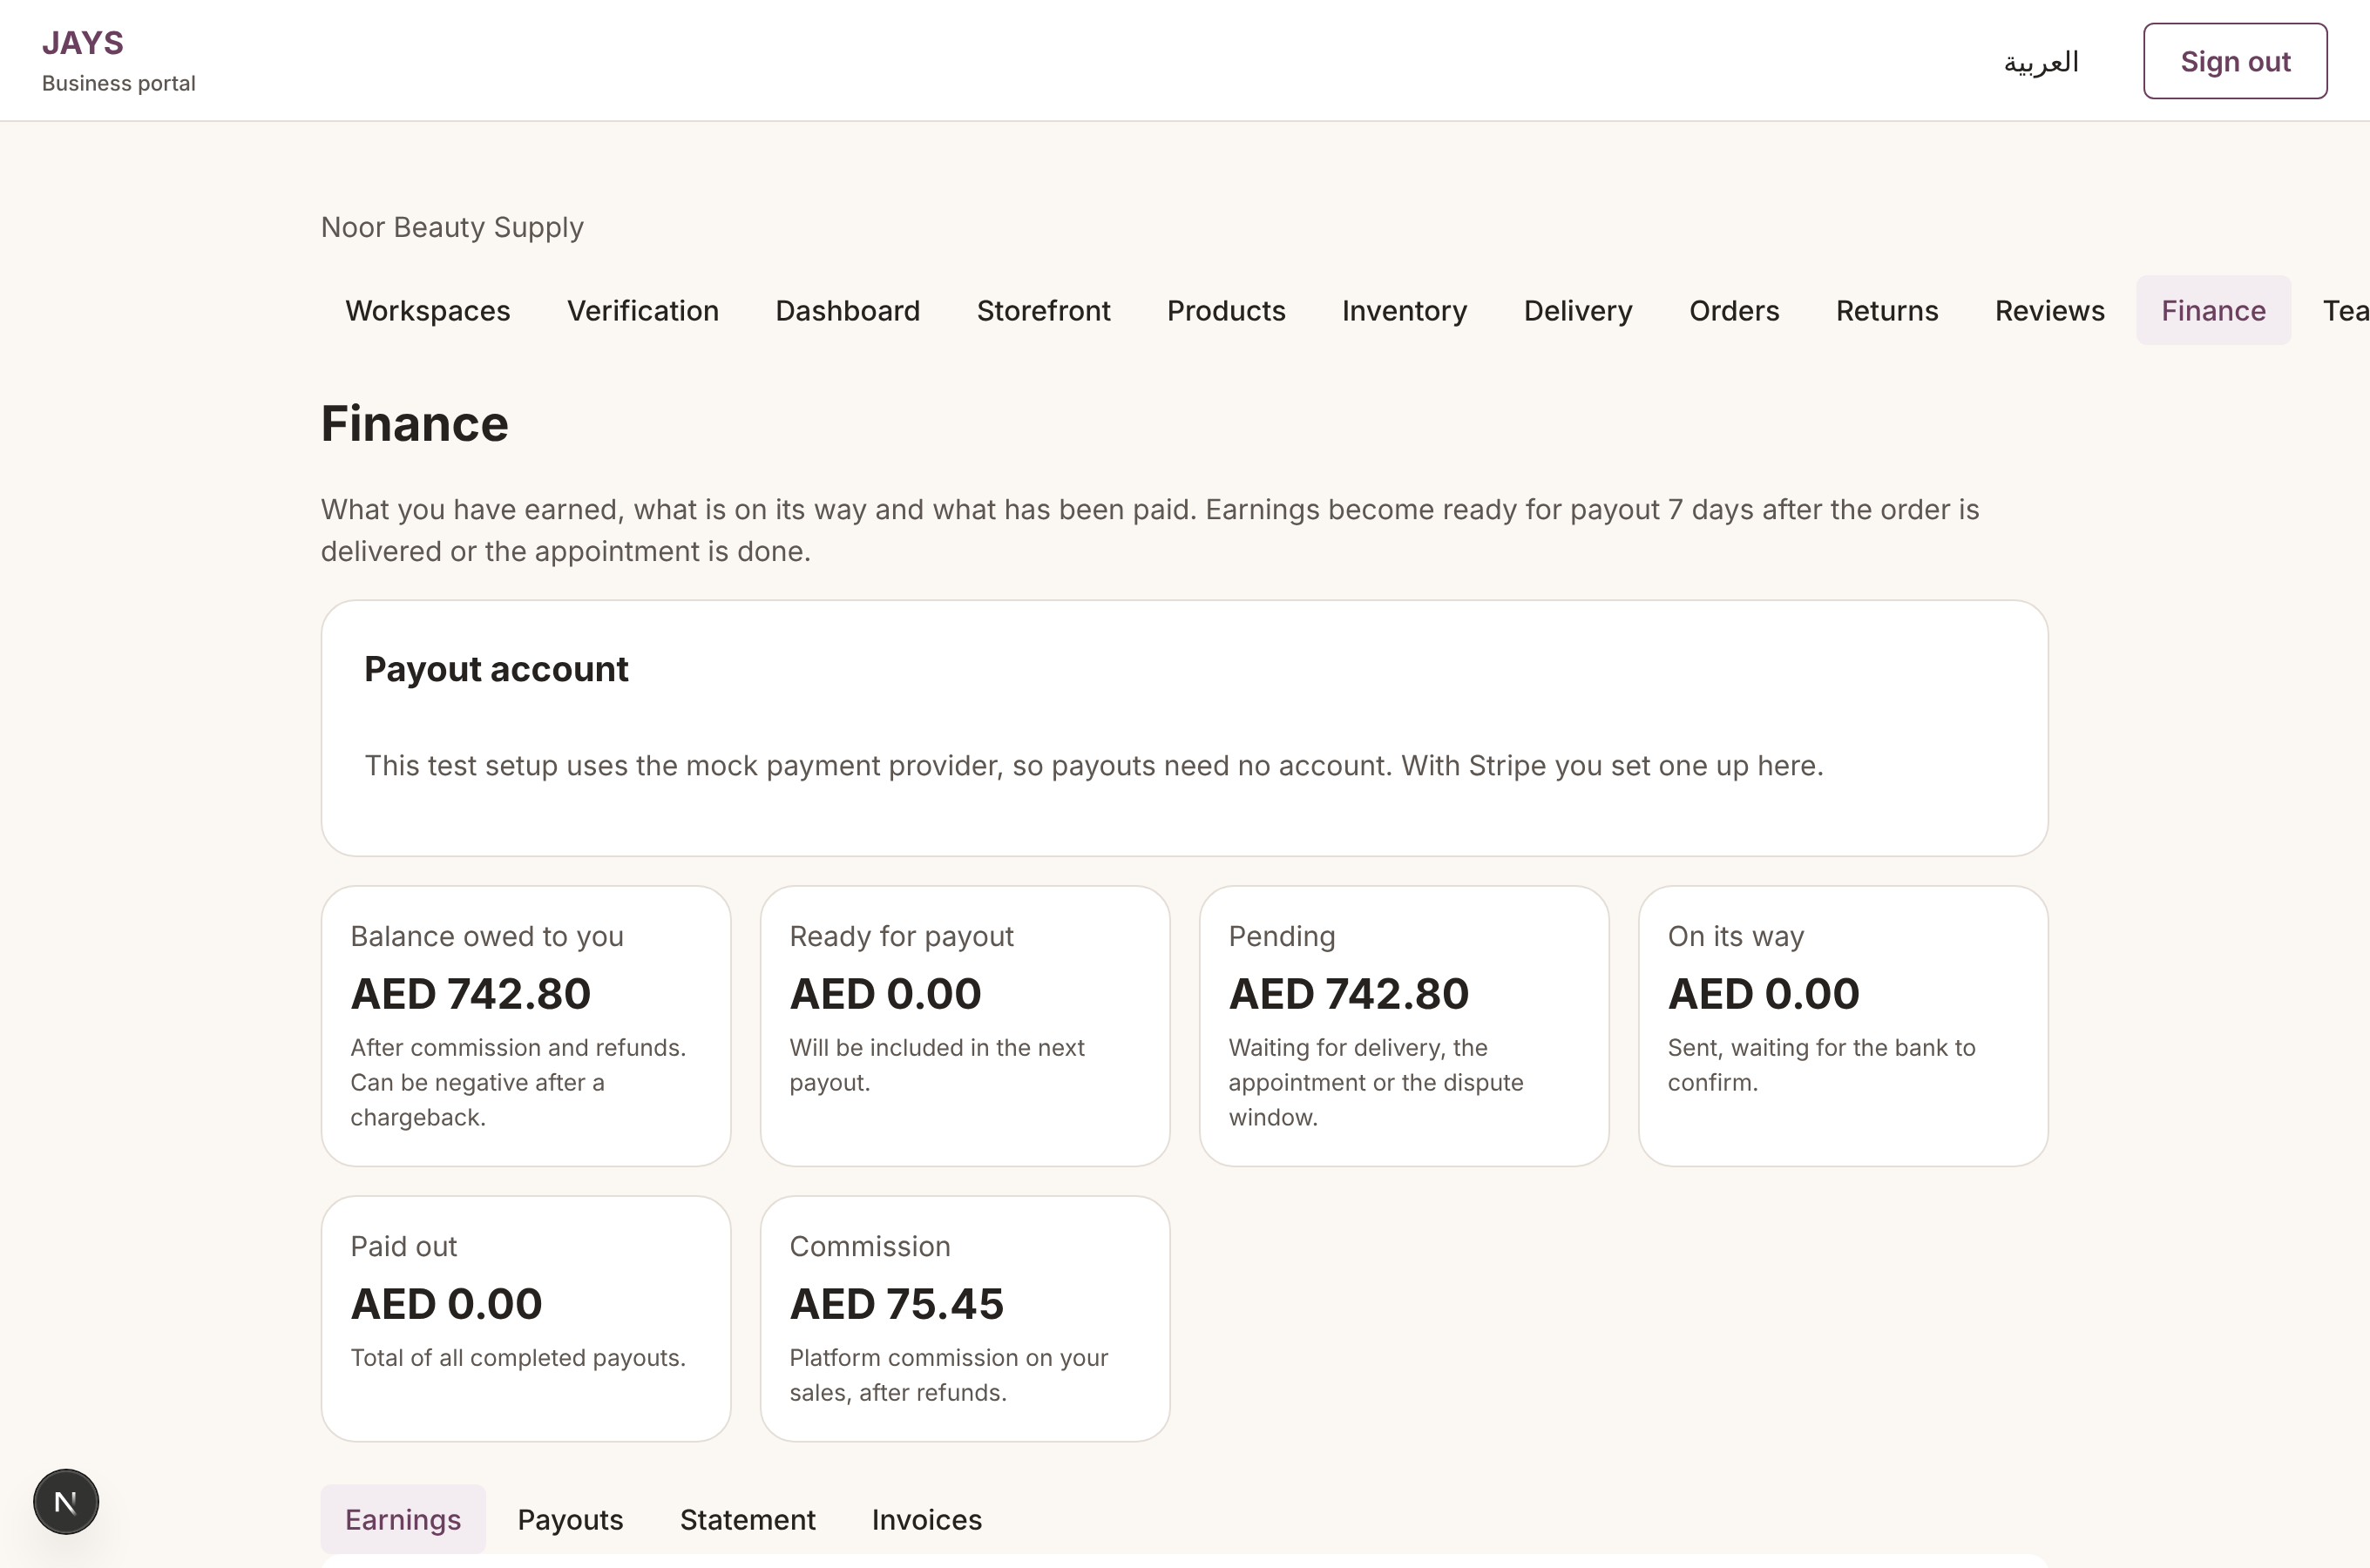 JAYS
Business portal
العربية
Sign out
Noor Beauty Supply
Workspaces Verification Dashboard Storefront Products Inventory Delivery Orders Returns Reviews Finance Tea
Finance
What you have earned, what is on its way and what has been paid. Earnings become ready for payout 7 days after the order is
delivered or the appointment is done.
Payout account
This test setup uses the mock payment provider, so payouts need no account. With Stripe you set one up here.
Balance owed to you
AED 742.80
After commission and refunds.
Can be negative after a
chargeback.
Ready for payout
AED 0.00
Will be included in the next
payout.
Pending
AED 742.80
Waiting for delivery, the
appointment or the dispute
window.
On its way
AED 0.00
Sent, waiting for the bank to
confirm.
Paid out
AED 0.00
Total of all completed payouts.
Commission
AED 75.45
Platform commission on your
sales, after refunds.
N
Earnings Payouts Statement Invoices